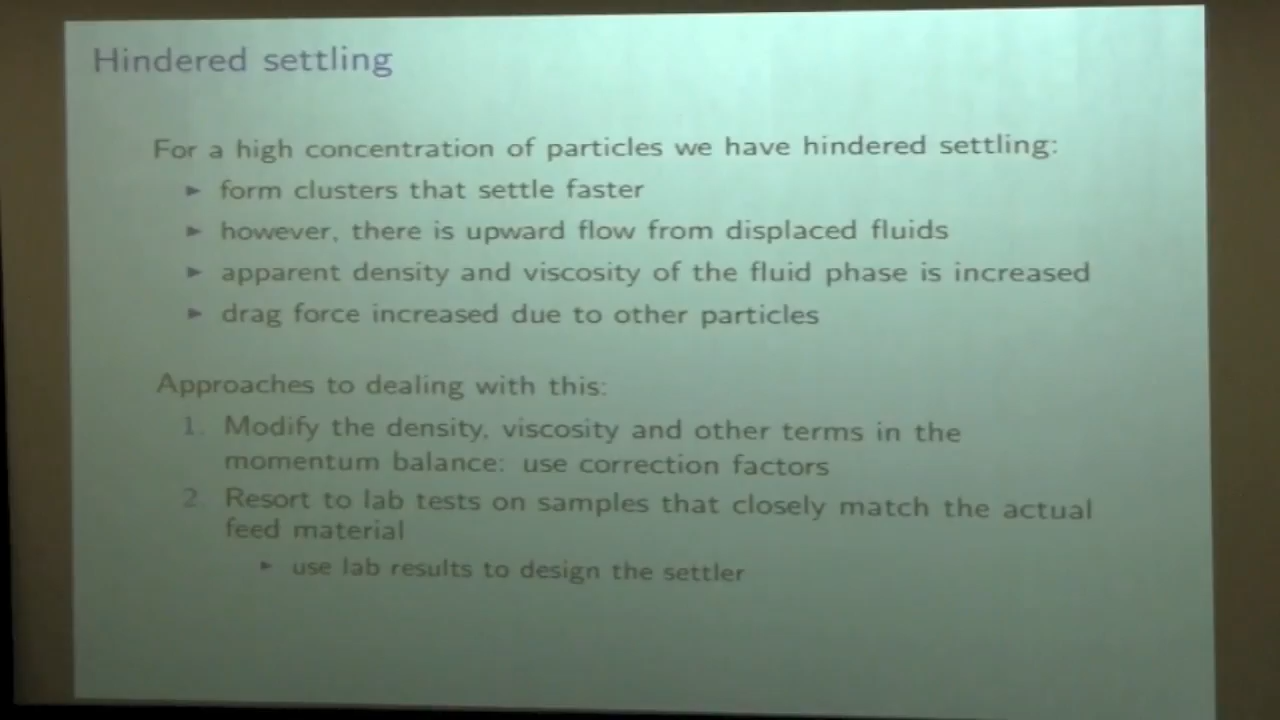 Hindered settling
For a high concentration of particles we have hindered settling:
► form clusters that settle faster
► however, there is upward flow from displaced fluids
► apparent density and viscosity of the fluid phase is increased
► drag force increased due to other particles
Approaches to dealing with this:
1. Modify the density, viscosity and other terms in the
momentum balance: use correction factors
2. Resort to lab tests on samples that closely match the actual
feed material
► use lab results to design the settler